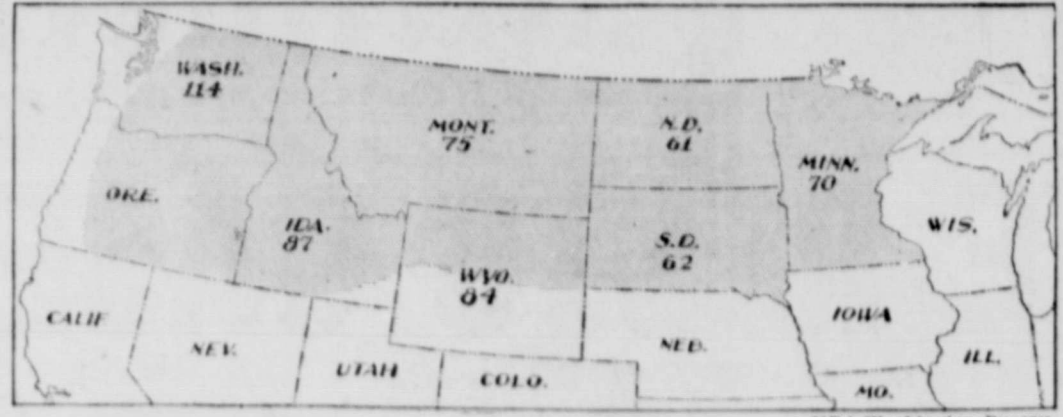 WASH.
114
MONT.
75
N.D.
61
MINN.
70
ORE.
IDA.
87
S.D.
62
WIS.
WYO.
84
CALIF
NEV.
UTAH
COLO.
NEB.
IOWA
ILL.
MO.